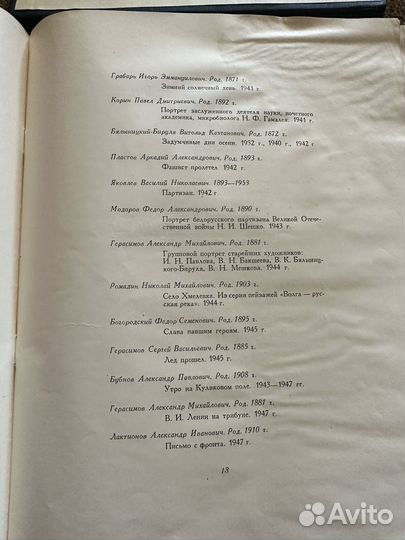 Грабарь Игорь Эммануилович. Род. 1871 г.
Зимний солнечный день. 1941 г.
Корин Павел Дмитриевич. Род. 1892 г.
Портрет заслуженного деятеля науки, почетного
академика, микробиолога Н. Ф. Гамалея. 1941 г.
Бялыницкий-Бируля Витольд Каэтанович. Род. 1872 г.
Задумчивые дни осени. 1932 г., 1940 г., 1942 г.
Пластов Аркадий Александрович. Род. 1893 г.
Фашист пролетел. 1942 г.
Яковлев Василий Николаевич. 1893—1953
Партизан. 1942 г.
Модоров Федор Александрович. Род. 1890 г.
Портрет белорусского партизана Великой Отече-
ственной войны Н. И. Шешко. 1943 г.
Герасимов Александр Михайлович. Род. 1881 г.
Групповой портрет старейших художников:
И. Н. Павлова, В. Н. Бакшеева, В. К. Бялыниц-
кого-Бируля, В. Н. Мешкова. 1944 г.
Ромадин Николай Михайлович. Род. 1903 г.
Село Хмелевка. Из серии пейзажей «Волга — рус-
ская река». 1944 г.
Богородский Федор Семенович. Род. 1895 г.
Слава павшим героям. 1945 г.
Герасимов Сергей Васильевич. Род. 1885 г.
Лед прошел. 1945 г.
Бубнов Александр Павлович. Род. 1908 г.
Утро на Куликовом поле. 1943—1947 гг.
Герасимов Александр Михайлович. Род. 1881 г.
В. И. Ленин на трибуне. 1947 г.
Лактионов Александр Иванович. Род. 1910 г.
Письмо с фронта. 1947 г.
13
Avito